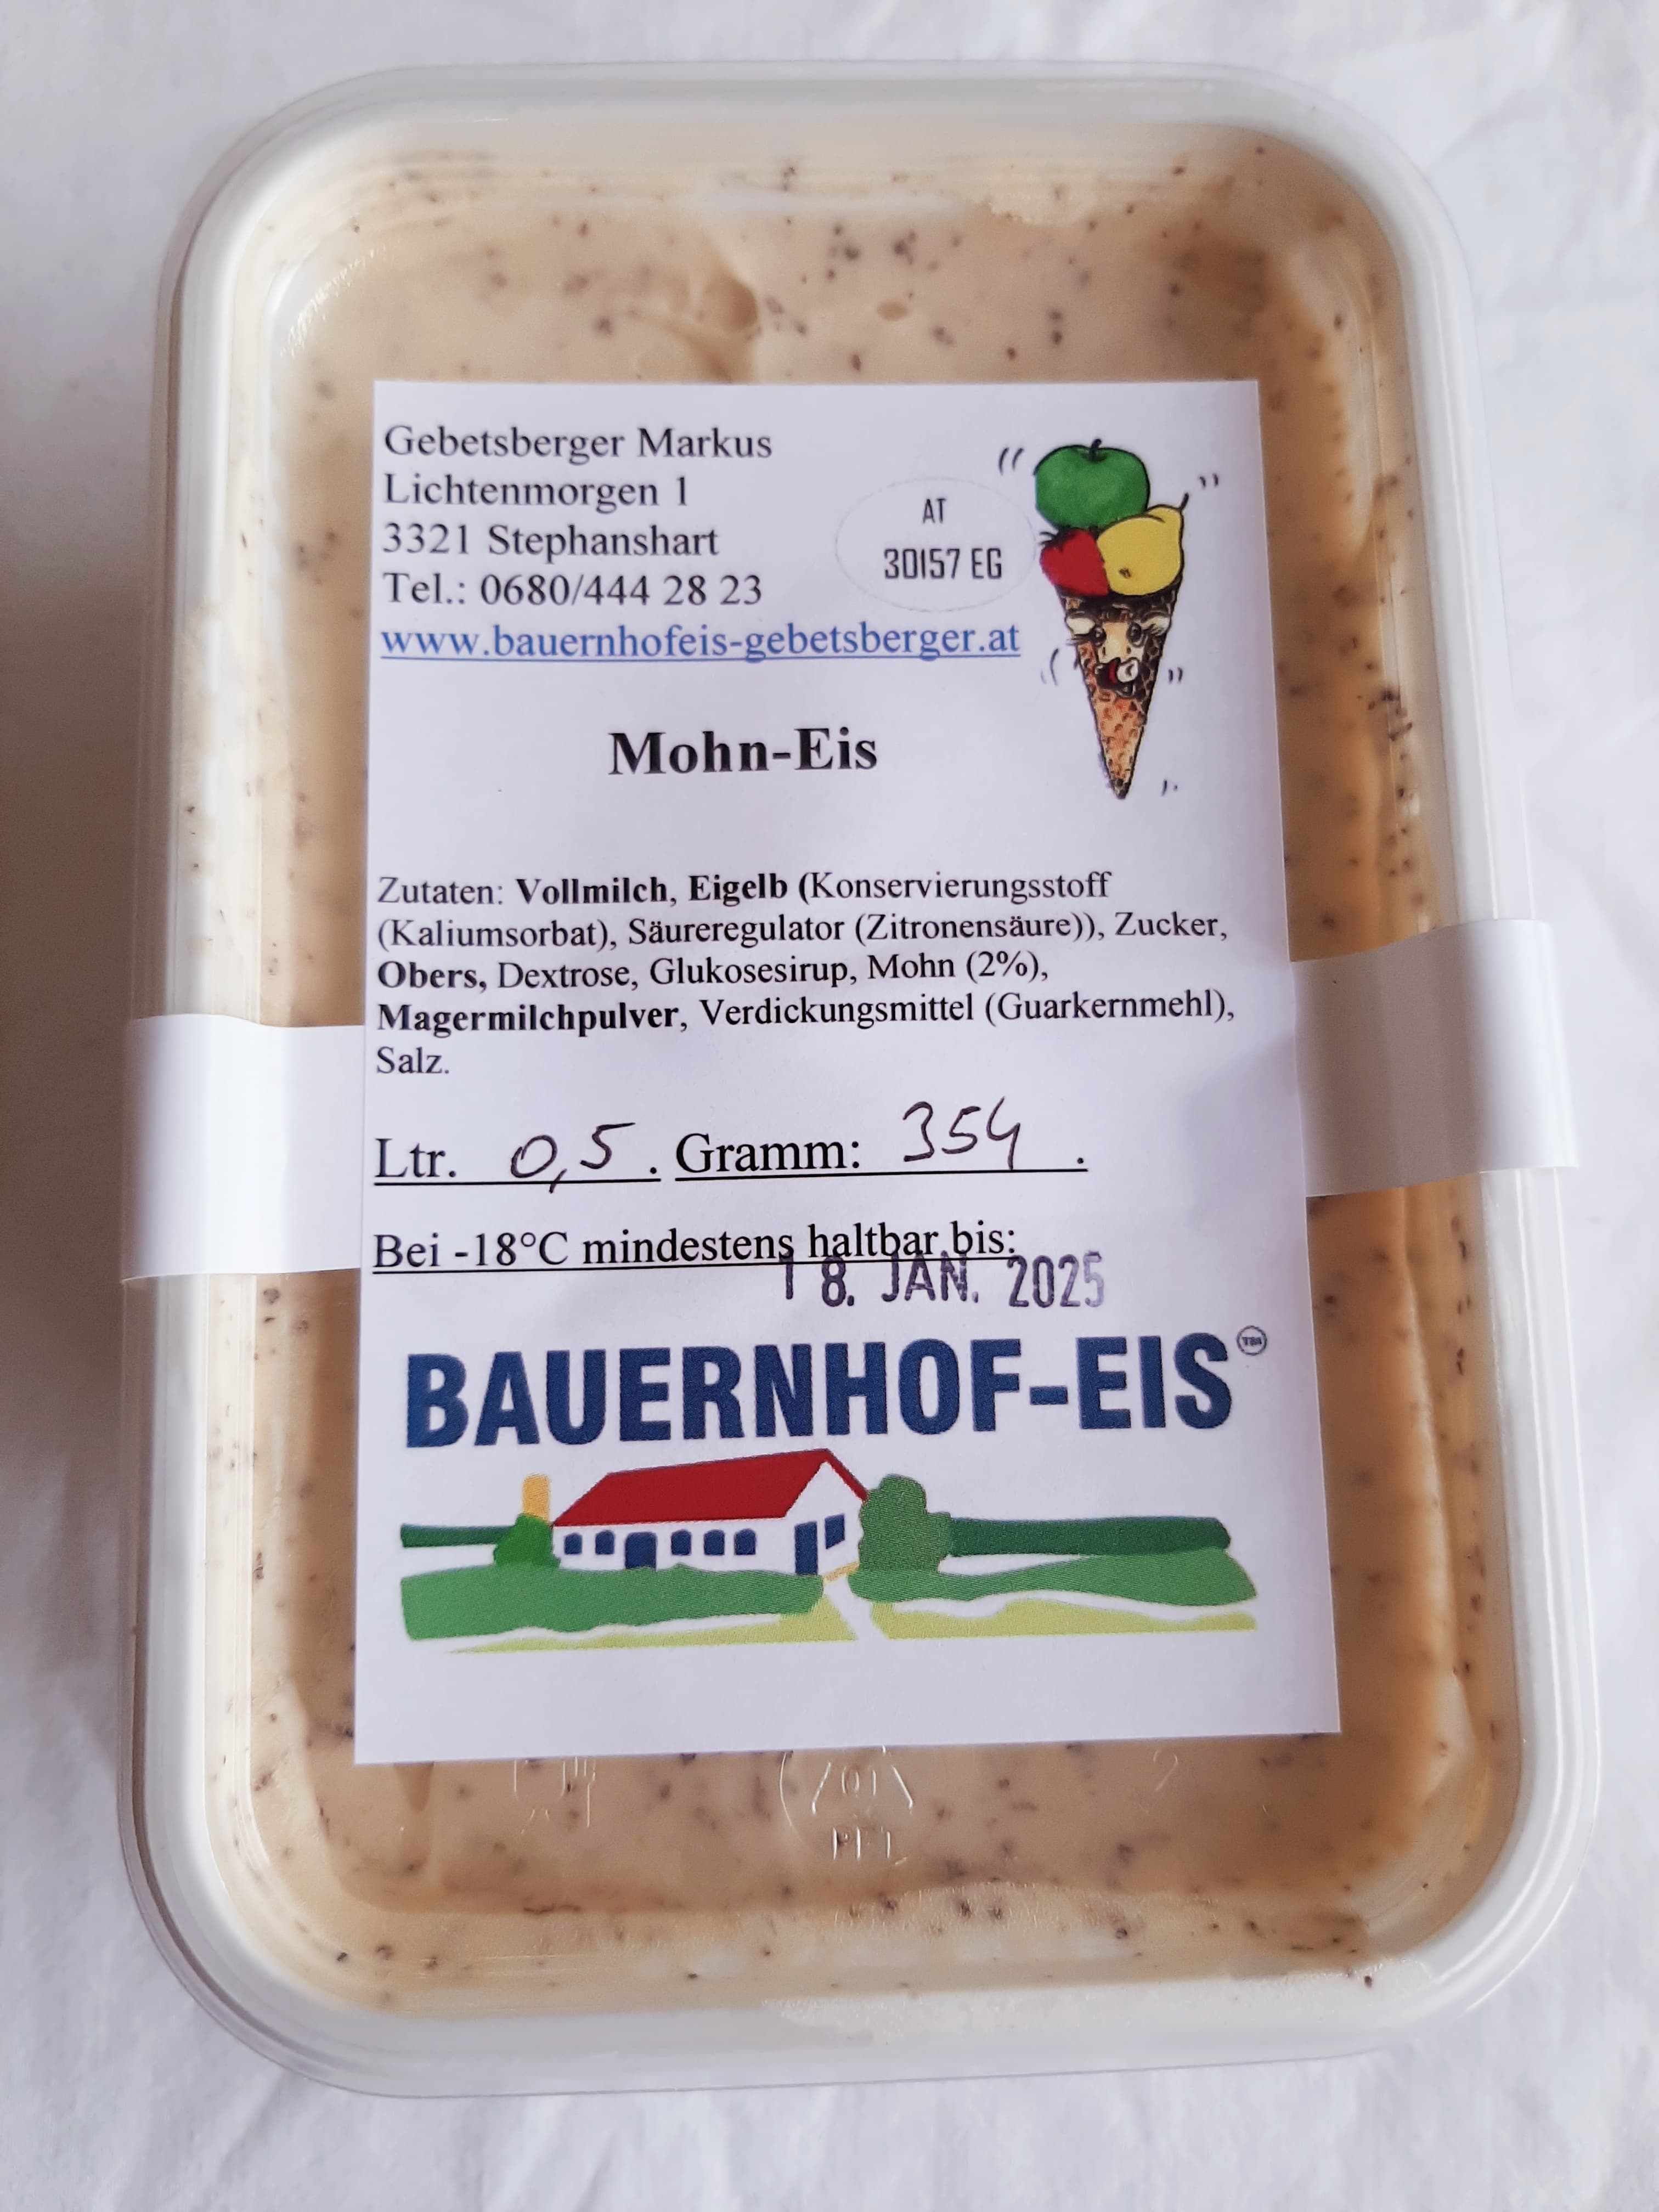 Gebetsberger Markus
Lichtenmorgen 1
3321 Stephanshart
Tel.: 0680/444 28 23
www.bauernhofeis-gebetsberger.at
AT
30157 EG
Mohn-Eis
Zutaten: Vollmilch, Eigelb (Konservierungsstoff
(Kaliumsorbat), Säureregulator (Zitronensäure)), Zucker,
Obers, Dextrose, Glukosesirup, Mohn (2%),
Magermilchpulver, Verdickungsmittel (Guarkernmehl),
Salz.
Ltr. 0,5. Gramm: 354.
Bei -18°C mindestens haltbar bis:
18. JAN. 2025
BAUERNHOF-EIS